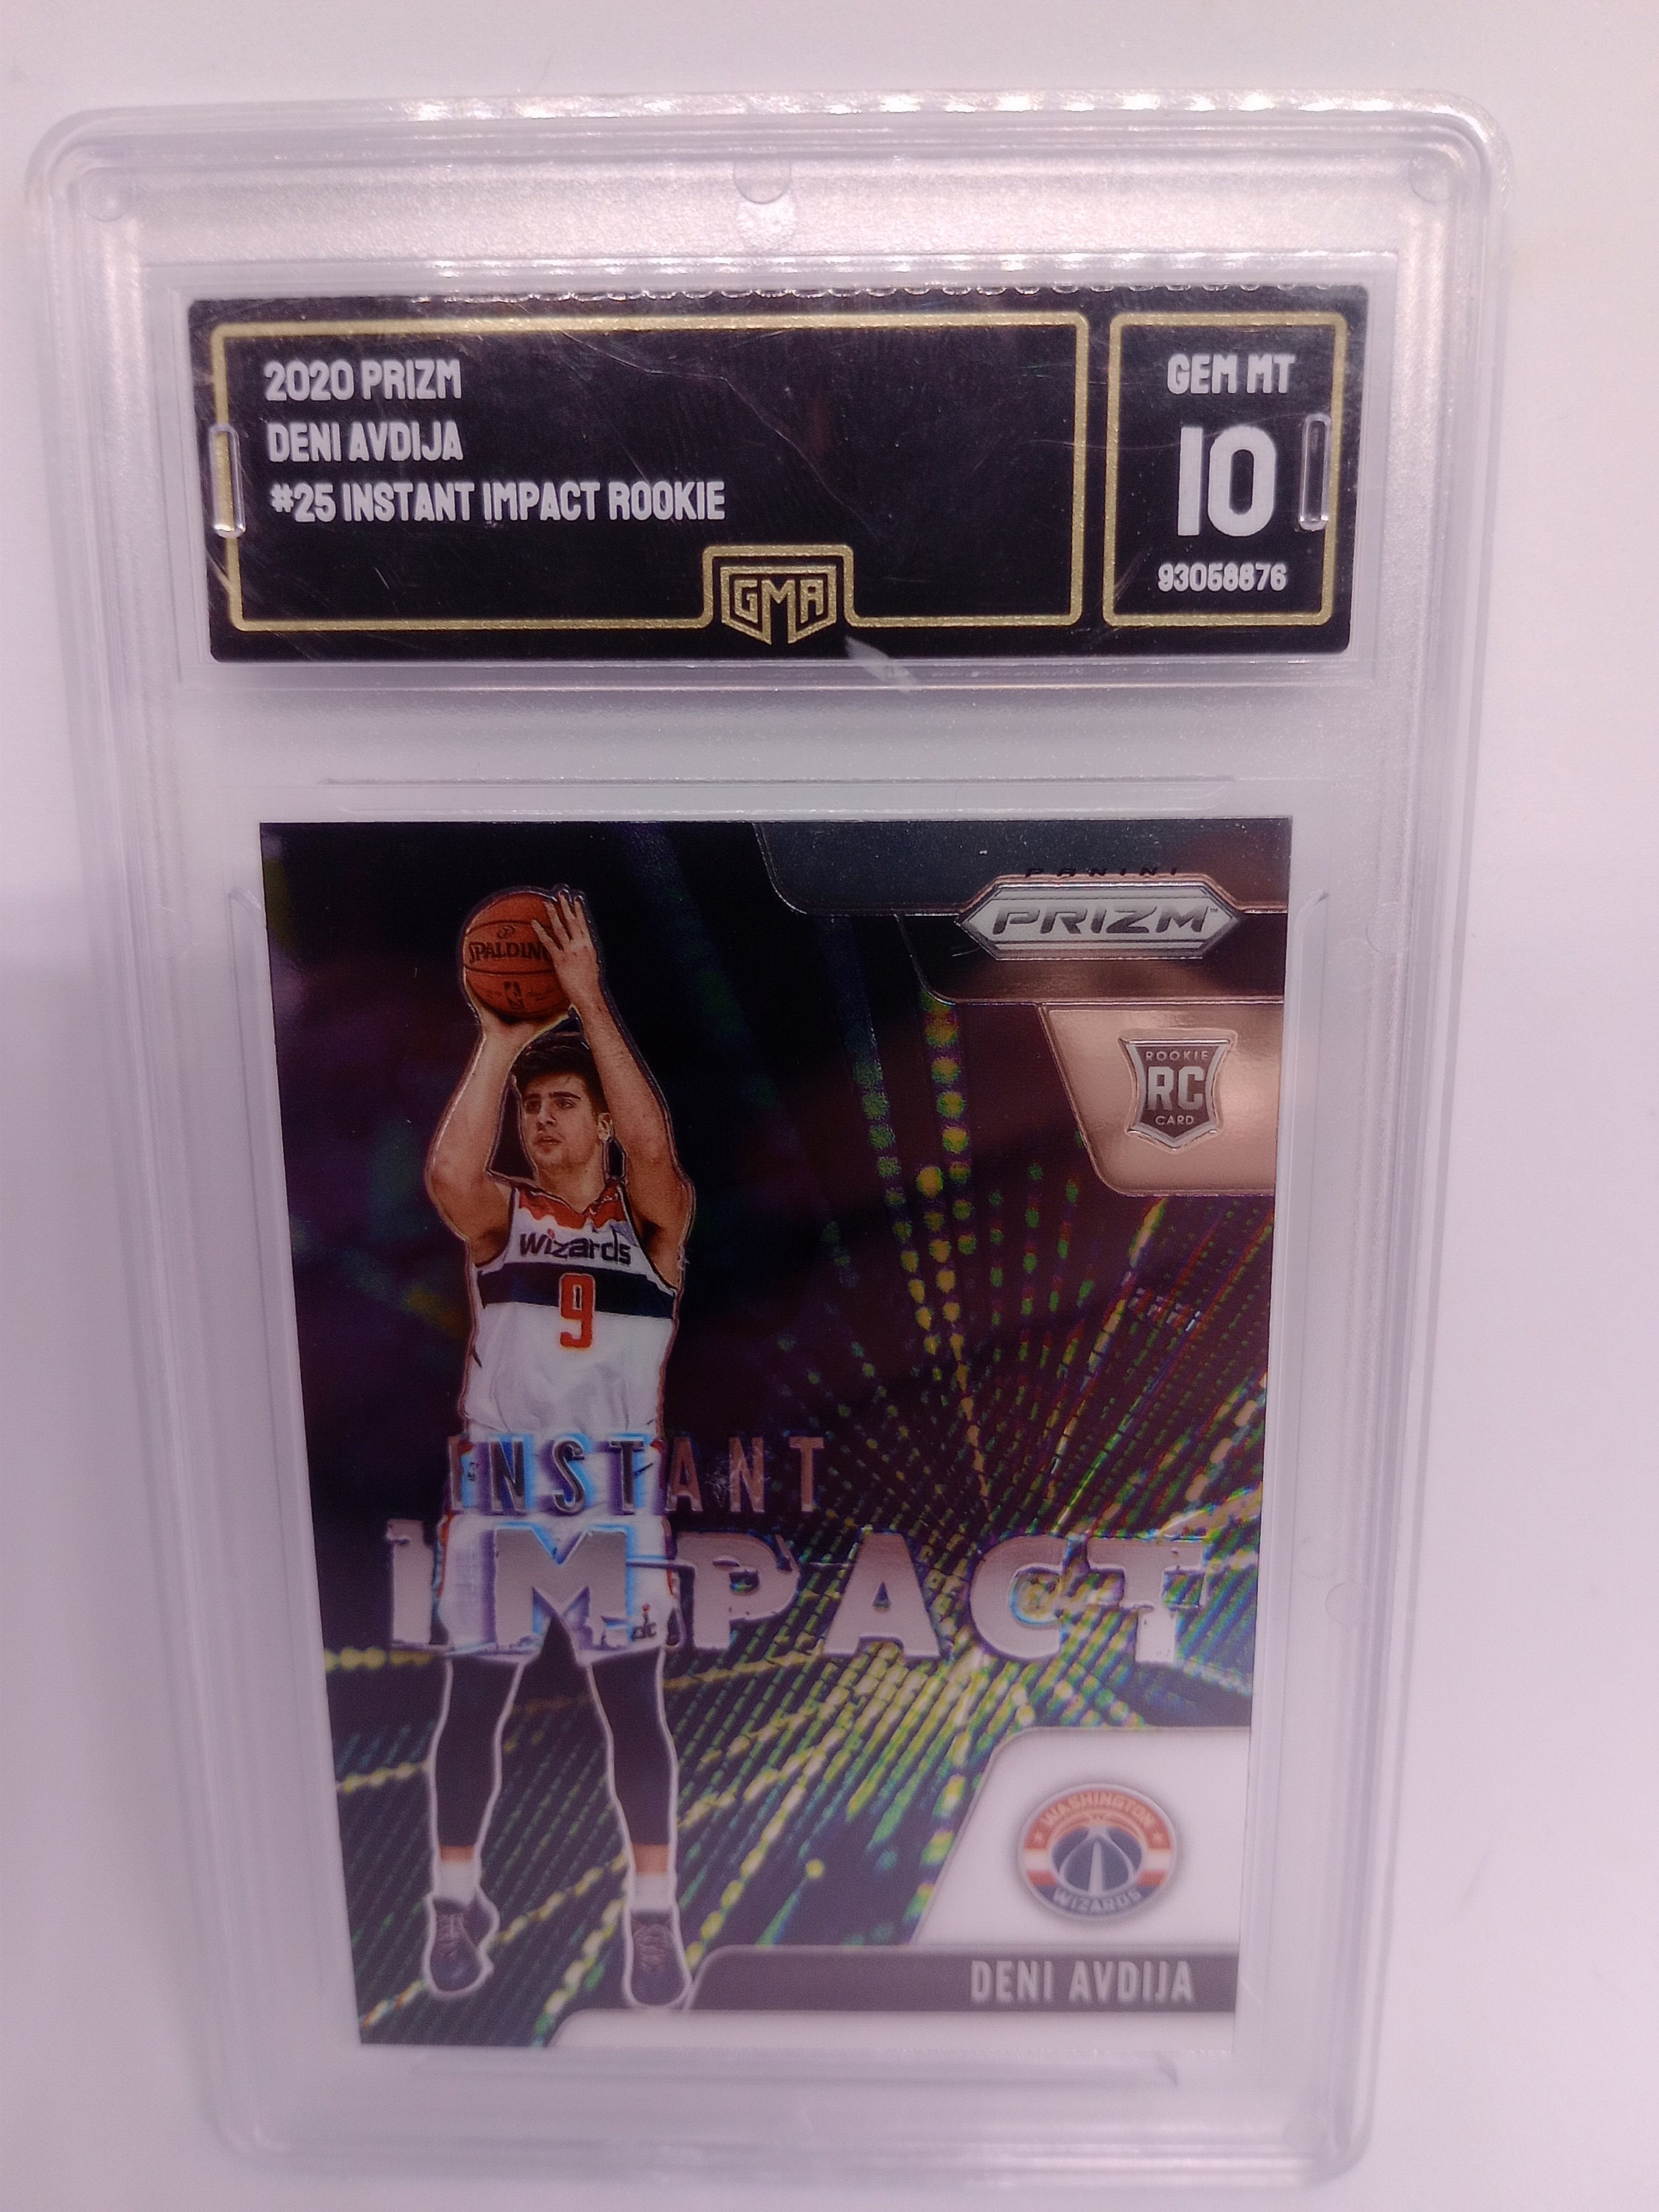 2020 PRIZM
DENI AVDIJA
#25 INSTANT IMPACT ROOKIE
GMA
GEM MT
10
93058876
PANINI
PRIZM
ROOKIE
RC
CARD
SPALDING
wizards
9
INSTANT
IMPACT
WASHINGTON
WIZARDS
DENI AVDIJA